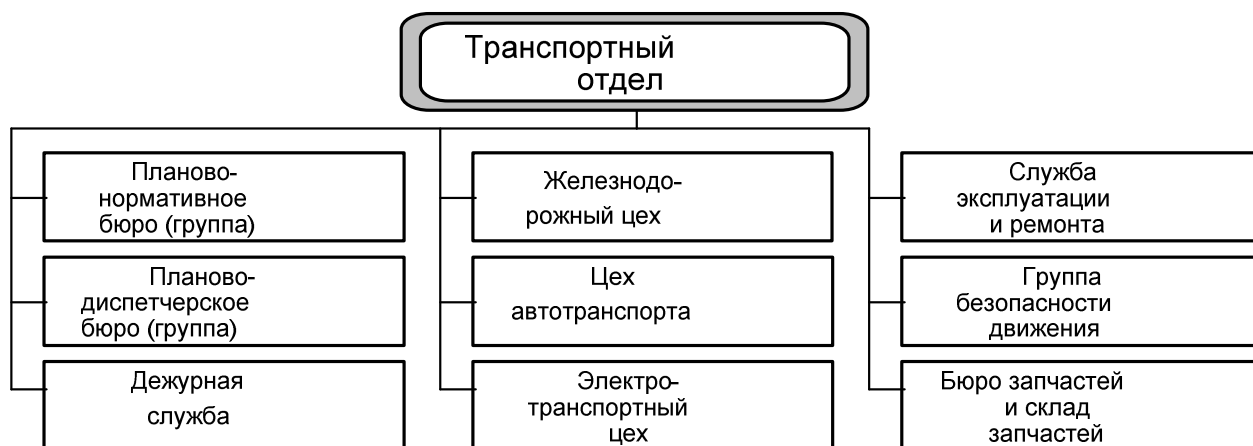 Транспортный
отдел
Планово-
нормативное
бюро (группа)
Планово-
диспетчерское
бюро (группа)
Дежурная
служба
Железнодо-
рожный цех
Цех
автотранспорта
Электро-
транспортный
цех
Служба
эксплуатации
и ремонта
Группа
безопасности
движения
Бюро запчастей
и склад
запчастей